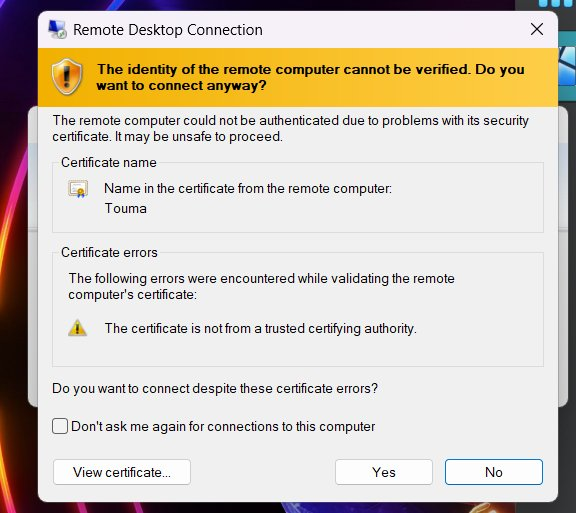 Remote Desktop Connection
The identity of the remote computer cannot be verified. Do you
want to connect anyway?
The remote computer could not be authenticated due to problems with its security
certificate. It may be unsafe to proceed.
Certificate name
Name in the certificate from the remote computer:
Touma
Certificate errors
The following errors were encountered while validating the remote
computer's certificate:
The certificate is not from a trusted certifying authority.
Do you want to connect despite these certificate errors?
Don't ask me again for connections to this computer
View certificate...
Yes
No